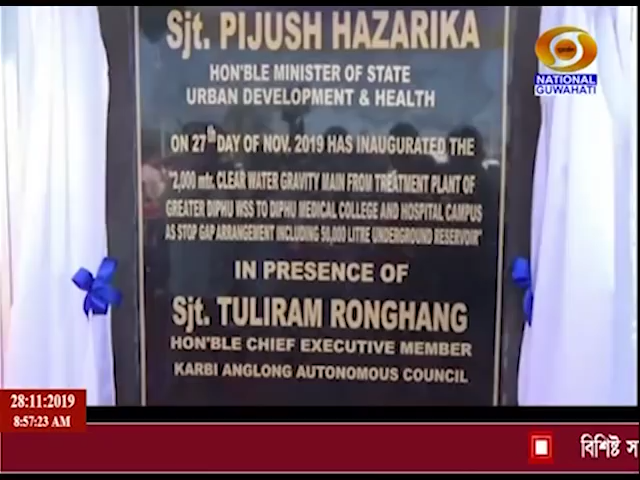 Sjt. PIJUSH HAZARIKA
HON'BLE MINISTER OF STATE
URBAN DEVELOPMENT & HEALTH
ON 27th DAY OF NOV. 2019 HAS INAUGURATED THE
"2,000 mtr. CLEAR WATER GRAVITY MAIN FROM TREATMENT PLANT OF
GREATER DIPHU WSS TO DIPHU MEDICAL COLLEGE AND HOSPITAL CAMPUS
AS STOP GAP ARRANGEMENT INCLUDING 50,000 LITRE UNDERGROUND RESERVOIR"
IN PRESENCE OF
Sjt. TULIRAM RONGHANG
HON'BLE CHIEF EXECUTIVE MEMBER
KARBI ANGLONG AUTONOMOUS COUNCIL
NATIONAL
GUWAHATI
28:11:2019
8:57:23 AM
বিশিষ্ট স